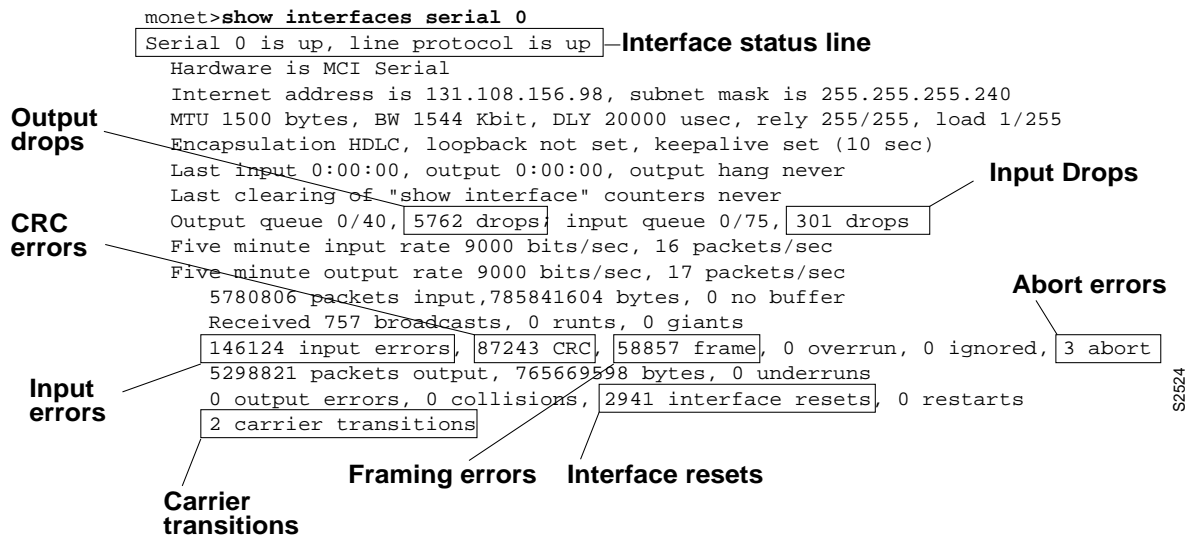 monet>show interfaces serial 0
Serial 0 is up, line protocol is up
Interface status line
Hardware is MCI Serial
Internet address is 131.108.156.98, subnet mask is 255.255.255.240
MTU 1500 bytes, BW 1544 Kbit, DLY 20000 usec, rely 255/255, load 1/255
Output
drops
Encapsulation HDLC, loopback not set, keepalive set (10 sec)
Last input 0:00:00, output 0:00:00, output hang never
Input Drops
Last clearing of "show interface" counters never
Output queue 0/40, 5762 drops; input queue 0/75, 301 drops
CRC
errors
Five minute input rate 9000 bits/sec, 16 packets/sec
Five minute output rate 9000 bits/sec, 17 packets/sec
Abort errors
5780806 packets input,785841604 bytes, 0 no buffer
Received 757 broadcasts, 0 runts, 0 giants
146124 input errors, 87243 CRC, 58857 frame, 0 overrun, 0 ignored, 3 abort
5298821 packets output, 765669598 bytes, 0 underruns
Input
errors
0 output errors, 0 collisions, 2941 interface resets, 0 restarts
2 carrier transitions
S2524
Framing errors
Interface resets
Carrier
transitions